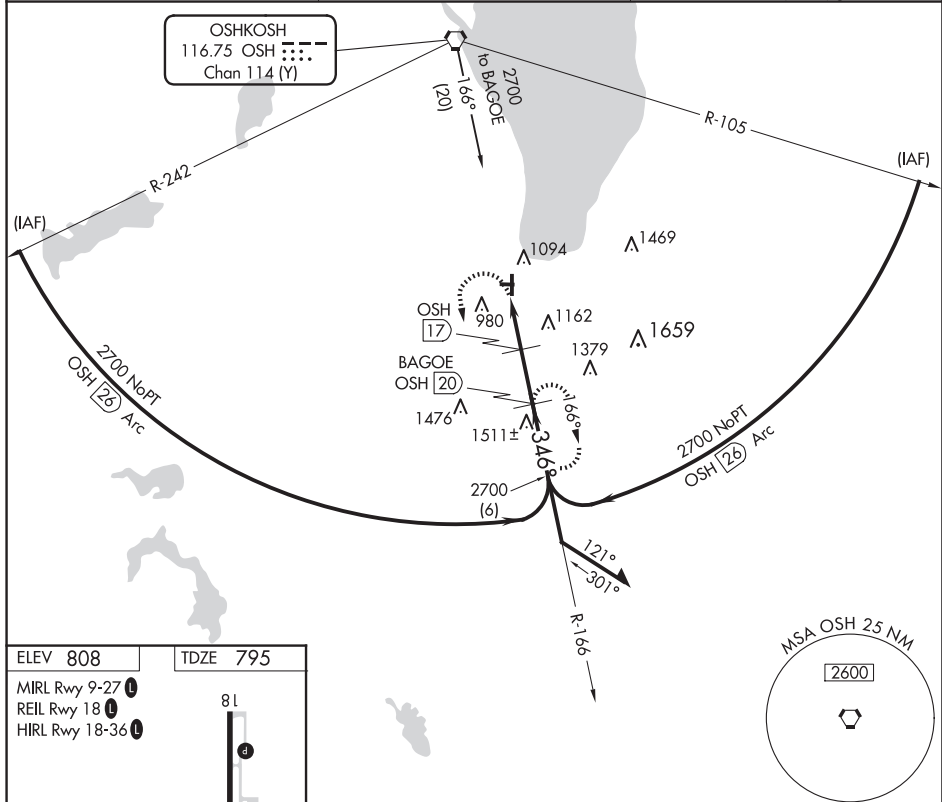 OSHKOSH
116.75 OSH
Chan 114 (Y)
2700
to BAGOE
166°
(20)
R-105
R-242
(IAF)
(IAF)
1094
1469
OSH
17
980
1162
1659
1379
BAGOE
OSH 20
1476
1511±
166°
346°
2700 NoPT
OSH 26 Arc
2700 NoPT
OSH 26 Arc
2700
(6)
121°
301°
R-166
MSA OSH 25 NM
2600
ELEV 808
TDZE 795
MIRL Rwy 9-27 L
REIL Rwy 18 L
HIRL Rwy 18-36 L
18
P